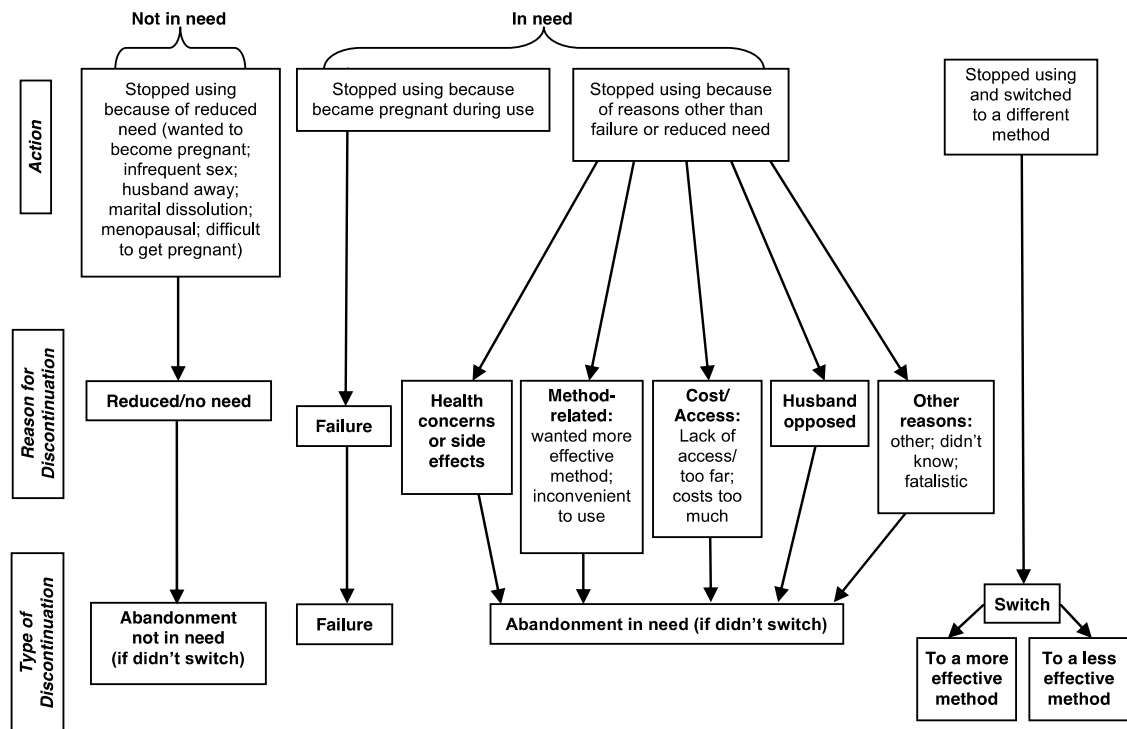 Not in need
In need
Action
Stopped using
because of reduced
need (wanted to
become pregnant;
infrequent sex;
husband away;
marital dissolution;
menopausal; difficult
to get pregnant)
Stopped using because
became pregnant during use
Stopped using because
of reasons other than
failure or reduced need
Stopped using
and switched
to a different
method
Reason for
Discontinuation
Reduced/no need
Failure
Health
concerns
or side
effects
Method-
related:
wanted more
effective
method;
inconvenient
to use
Cost/
Access:
Lack of
access/
too far;
costs too
much
Husband
opposed
Other
reasons:
other; didn't
know;
fatalistic
Type of
Discontinuation
Abandonment
not in need
(if didn't switch)
Failure
Abandonment in need (if didn't switch)
Switch
To a more
effective
method
To a less
effective
method